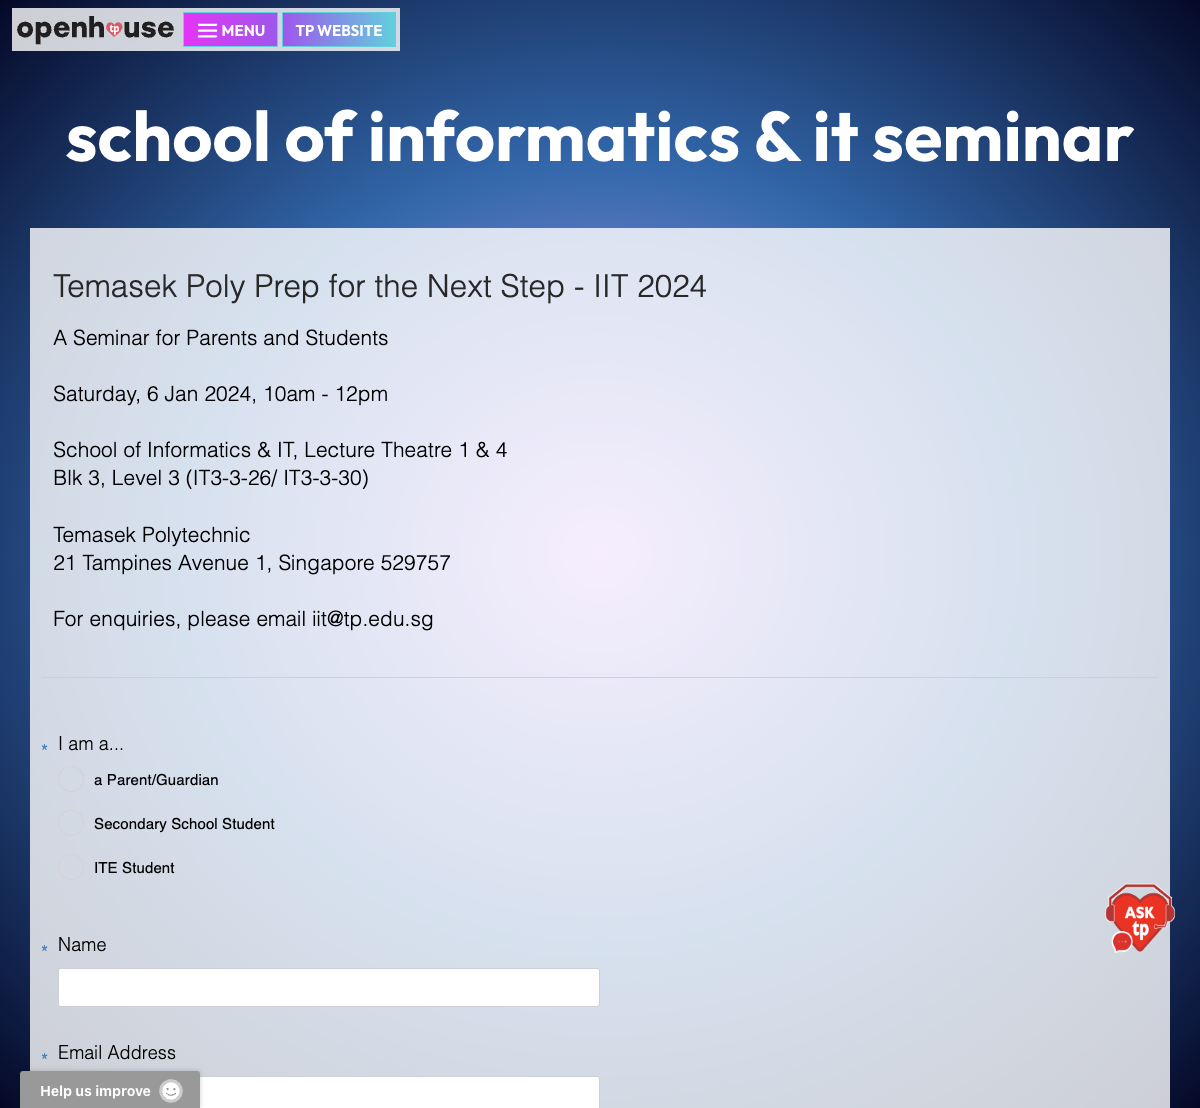 openhouse
tp
MENU
TP WEBSITE
school of informatics & it seminar
Temasek Poly Prep for the Next Step - IIT 2024
A Seminar for Parents and Students
Saturday, 6 Jan 2024, 10am - 12pm
School of Informatics & IT, Lecture Theatre 1 & 4
Blk 3, Level 3 (IT3-3-26/ IT3-3-30)
Temasek Polytechnic
21 Tampines Avenue 1, Singapore 529757
For enquiries, please email iit@tp.edu.sg
* I am a...
a Parent/Guardian
Secondary School Student
ITE Student
ASK
tp
* Name
* Email Address
Help us improve